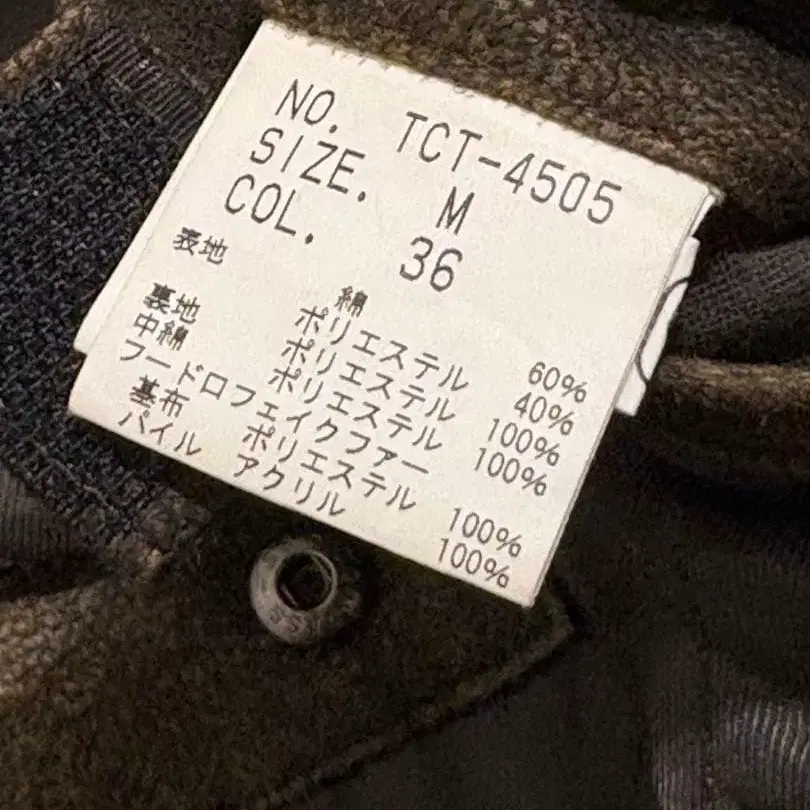 NO. TCT-4505
SIZE. M
COL. 36
表地 綿 60%
ポリエステル 40%
裏地 ポリエステル 100%
中綿 ポリエステル 100%
フードロフェイクファー
基布 ポリエステル 100%
パイル アクリル 100%